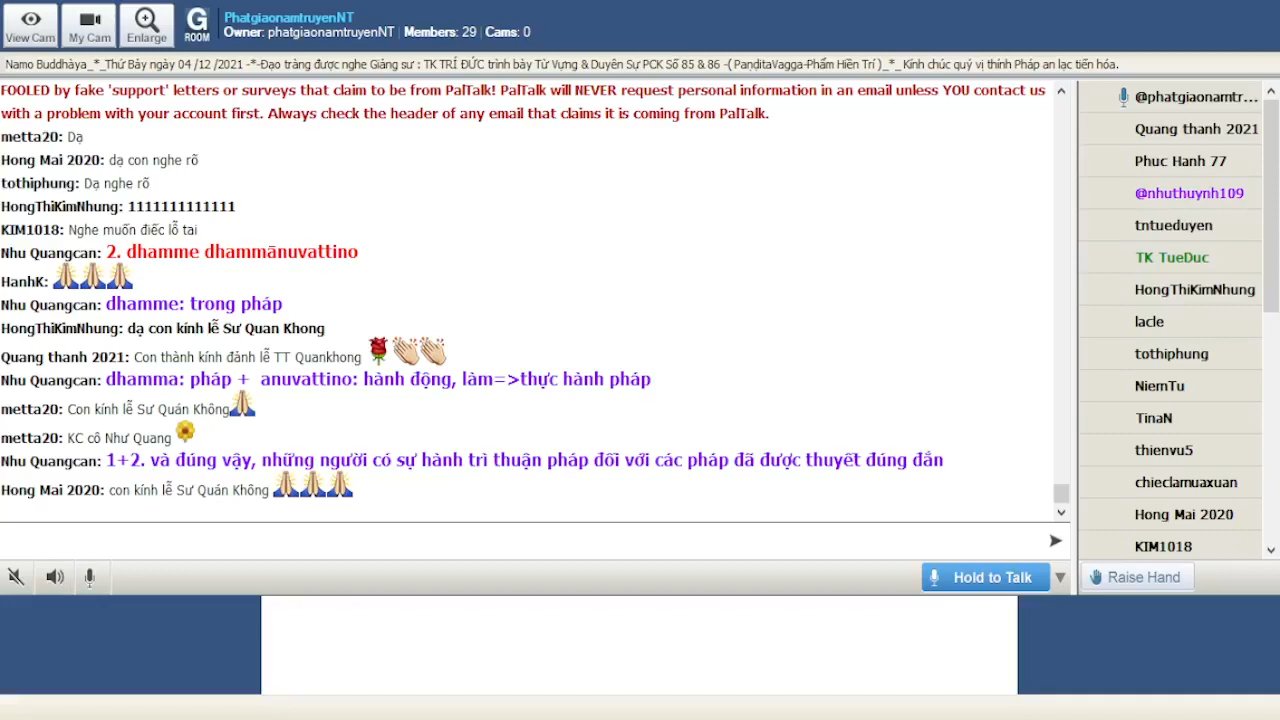 View Cam
My Cam
Enlarge
G
ROOM
PhatgiaonamtruyenNT
Owner: phatgiaonamtruyenNT | Members: 29 | Cams: 0
Namo Buddhàya_*_Thứ Bảy ngày 04 /12 /2021 -*-Đạo tràng được nghe Giảng sư : TK TRÍ ĐỨC trình bày Từ Vựng & Duyên Sự PCK Số 85 & 86 -( PaṇḍitaVagga-Phẩm Hiền Trí )_*_ Kính chúc quý vị thính Pháp an lạc tiến hóa.
FOOLED by fake 'support' letters or surveys that claim to be from PalTalk! PalTalk will NEVER request personal information in an email unless YOU contact us
with a problem with your account first. Always check the header of any email that claims it is coming from PalTalk.
metta20: Dạ
Hong Mai 2020: dạ con nghe rõ
tothiphung: Dạ nghe rõ
HongThiKimNhung: 1111111111111
KIM1018: Nghe muốn điếc lỗ tai
Nhu Quangcan: 2. dhamme dhammānuvattino
HanhK: 🙏🙏🙏
Nhu Quangcan: dhamme: trong pháp
HongThiKimNhung: dạ con kính lễ Sư Quan Khong
Quang thanh 2021: Con thành kính đảnh lễ TT Quankhong 🌹👏👏
Nhu Quangcan: dhamma: pháp + anuvattino: hành động, làm=>thực hành pháp
metta20: Con kính lễ Sư Quán Không🙏
metta20: KC cô Như Quang 🌼
Nhu Quangcan: 1+2. và đúng vậy, những người có sự hành trì thuận pháp đối với các pháp đã được thuyết đúng đắn
Hong Mai 2020: con kính lễ Sư Quán Không 🙏🙏🙏
@phatgiaonamtr...
Quang thanh 2021
Phuc Hanh 77
@nhuthuynh109
tntueduyen
TK TueDuc
HongThiKimNhung
lacle
tothiphung
NiemTu
TinaN
thienvu5
chieclamuaxuan
Hong Mai 2020
KIM1018
Hold to Talk
Raise Hand